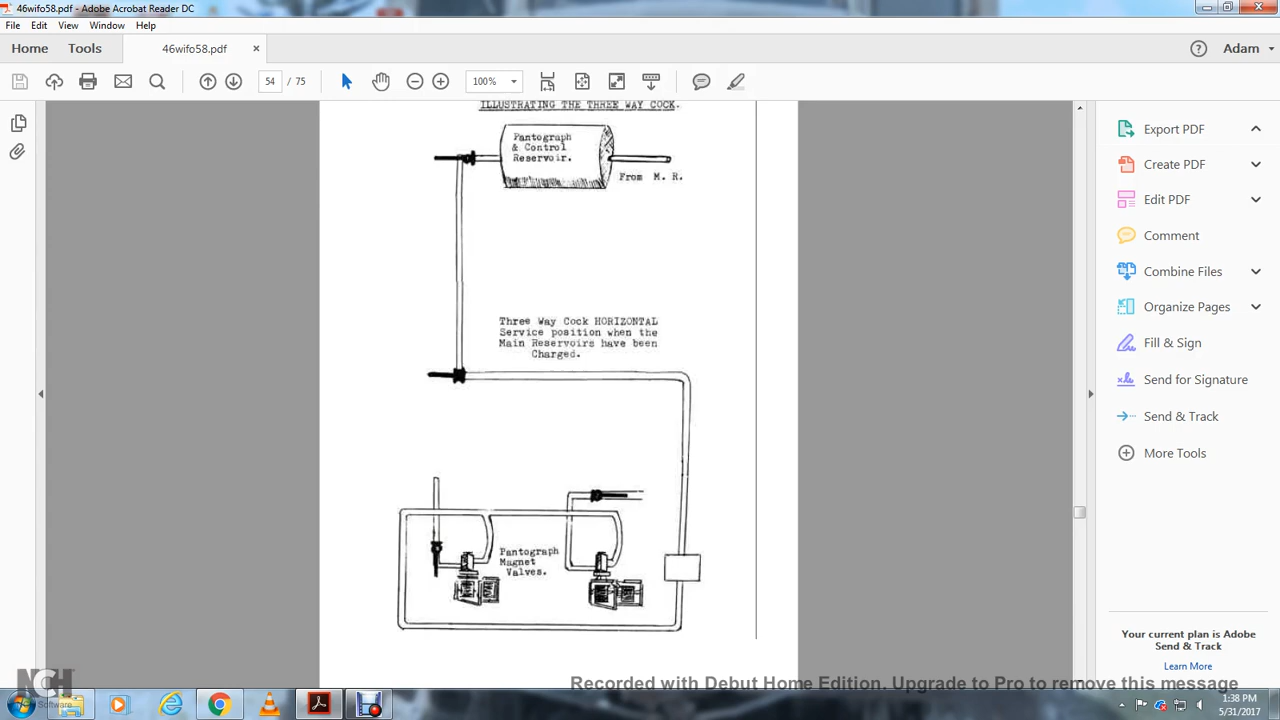 46wifo58.pdf - Adobe Acrobat Reader DC
File Edit View Window Help
Home Tools 46wifo58.pdf × ? Adam
54 / 75 100%
ILLUSTRATING THE THREE WAY COCK.
Pantograph
& Control
Reservoir.
From M. R.
Three Way Cock HORIZONTAL
Service position when the
Main Reservoirs have been
Charged.
Pantograph
Magnet
Valves.
Export PDF
Create PDF
Edit PDF
Comment
Combine Files
Organize Pages
Fill & Sign
Send for Signature
Send & Track
More Tools
Your current plan is Adobe
Send & Track
Learn More
NCH
Software
Recorded with Debut Home Edition, Upgrade to Pro to remove this message
1:38 PM
5/31/2017